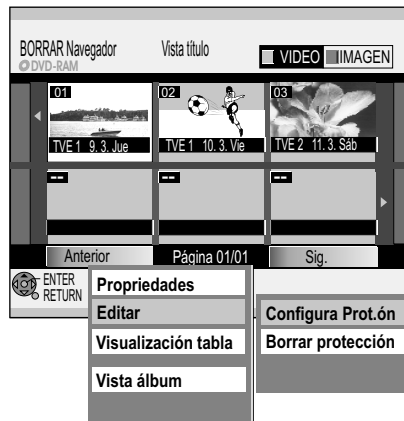 BORRAR Navegador Vista título VIDEO IMAGEN
DVD-RAM
01 02 03
TVE 1 9. 3. Jue TVE 1 10. 3. Vie TVE 2 11. 3. Sáb
-- -- --
Anterior Página 01/01 Sig.
ENTER
RETURN
Propriedades
Editar
Visualización tabla
Vista álbum
Configura Prot.ón
Borrar protección